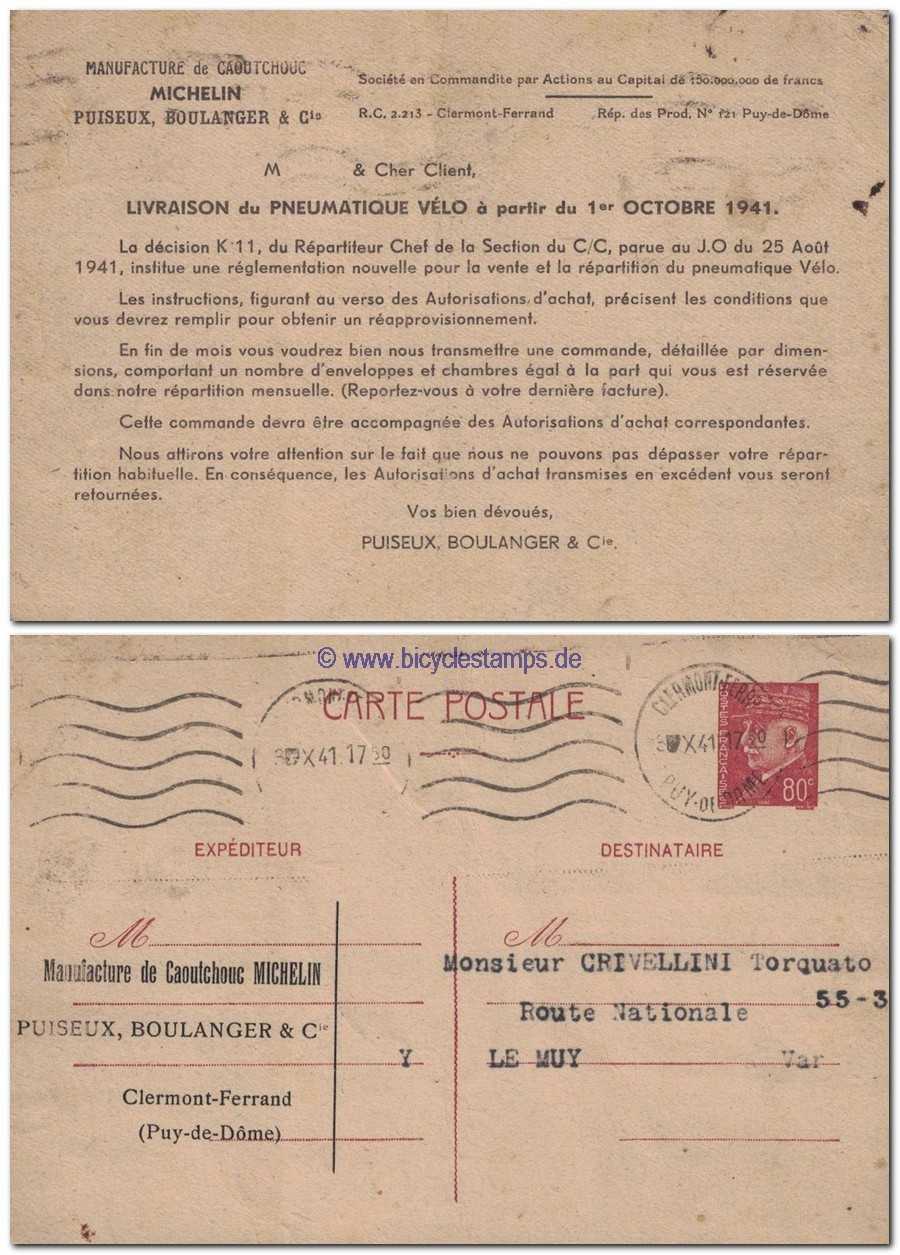 MANUFACTURE de CAOUTCHOUC
MICHELIN
PUISEUX, BOULANGER & Cie
Société en Commandite par Actions au Capital de 150.000.000 de francs
R.C. 2.213 - Clermont-Ferrand Rép. des Prod. N° 121 Puy-de-Dôme
M & Cher Client,
LIVRAISON du PNEUMATIQUE VÉLO à partir du 1er OCTOBRE 1941.
La décision K 11, du Répartiteur Chef de la Section du C/C, parue au J.O du 25 Août
1941, institue une réglementation nouvelle pour la vente et la répartition du pneumatique Vélo.
Les instructions, figurant au verso des Autorisations d'achat, précisent les conditions que
vous devrez remplir pour obtenir un réapprovisionnement.
En fin de mois vous voudrez bien nous transmettre une commande, détaillée par dimen-
sions, comportant un nombre d'enveloppes et chambres égal à la part qui vous est réservée
dans notre répartition mensuelle. (Reportez-vous à votre dernière facture).
Cette commande devra être accompagnée des Autorisations d'achat correspondantes.
Nous attirons votre attention sur le fait que nous ne pouvons pas dépasser votre répar-
tition habituelle. En conséquence, les Autorisations d'achat transmises en excédent vous seront
retournées.
Vos bien dévoués,
PUISEUX, BOULANGER & Cie.
© www.bicyclestamps.de
CARTE POSTALE
X 41 17 30
CLERMONT-FERRAND
X 41 17 30
PUY-DE-DOME
POSTES FRANÇAISES
80c
EXPÉDITEUR
DESTINATAIRE
M
M
Manufacture de Caoutchouc MICHELIN
PUISEUX, BOULANGER & Cie
Clermont-Ferrand
(Puy-de-Dôme)
Monsieur CRIVELLINI Torquato
55-3
Route Nationale
Y LE MUY Var